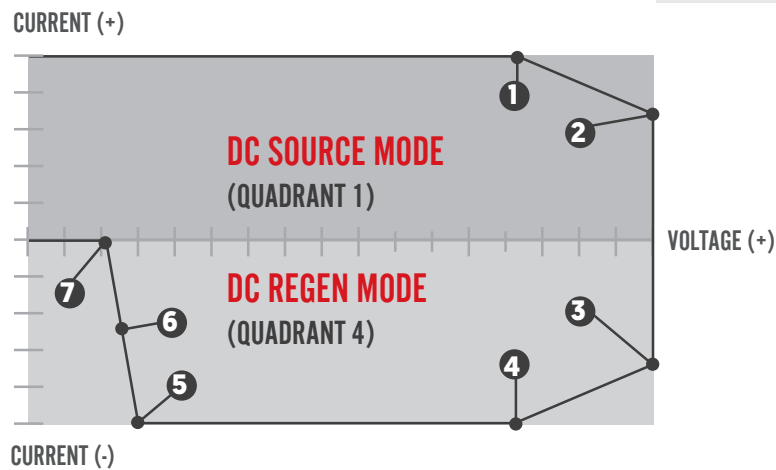 CURRENT (+)
1
2
DC SOURCE MODE
(QUADRANT 1)
VOLTAGE (+)
DC REGEN MODE
(QUADRANT 4)
7
6
3
4
5
CURRENT (-)